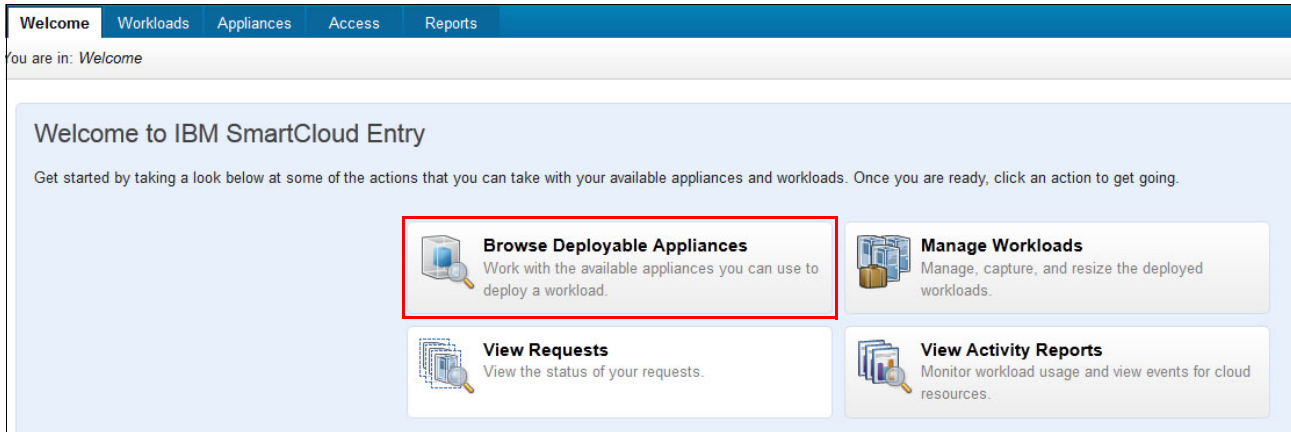 Welcome Workloads Appliances Access Reports
You are in: Welcome
Welcome to IBM SmartCloud Entry
Get started by taking a look below at some of the actions that you can take with your available appliances and workloads. Once you are ready, click an action to get going.
Browse Deployable Appliances
Work with the available appliances you can use to
deploy a workload.
Manage Workloads
Manage, capture, and resize the deployed
workloads.
View Requests
View the status of your requests.
View Activity Reports
Monitor workload usage and view events for cloud
resources.